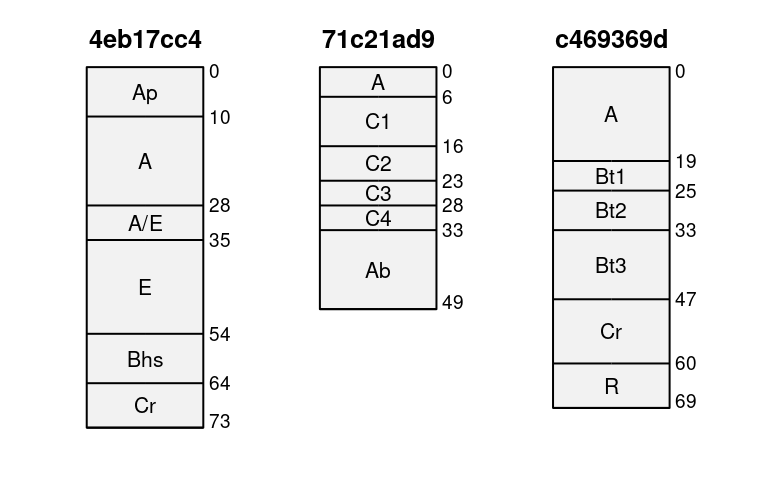 4eb17cc4 71c21ad9 c469369d
0
Ap
10
A
28
A/E
35
E
54
Bhs
64
Cr
73
0
A
6
C1
16
C2
23
C3
28
C4
33
Ab
49
0
A
19
Bt1
25
Bt2
33
Bt3
47
Cr
60
R
69